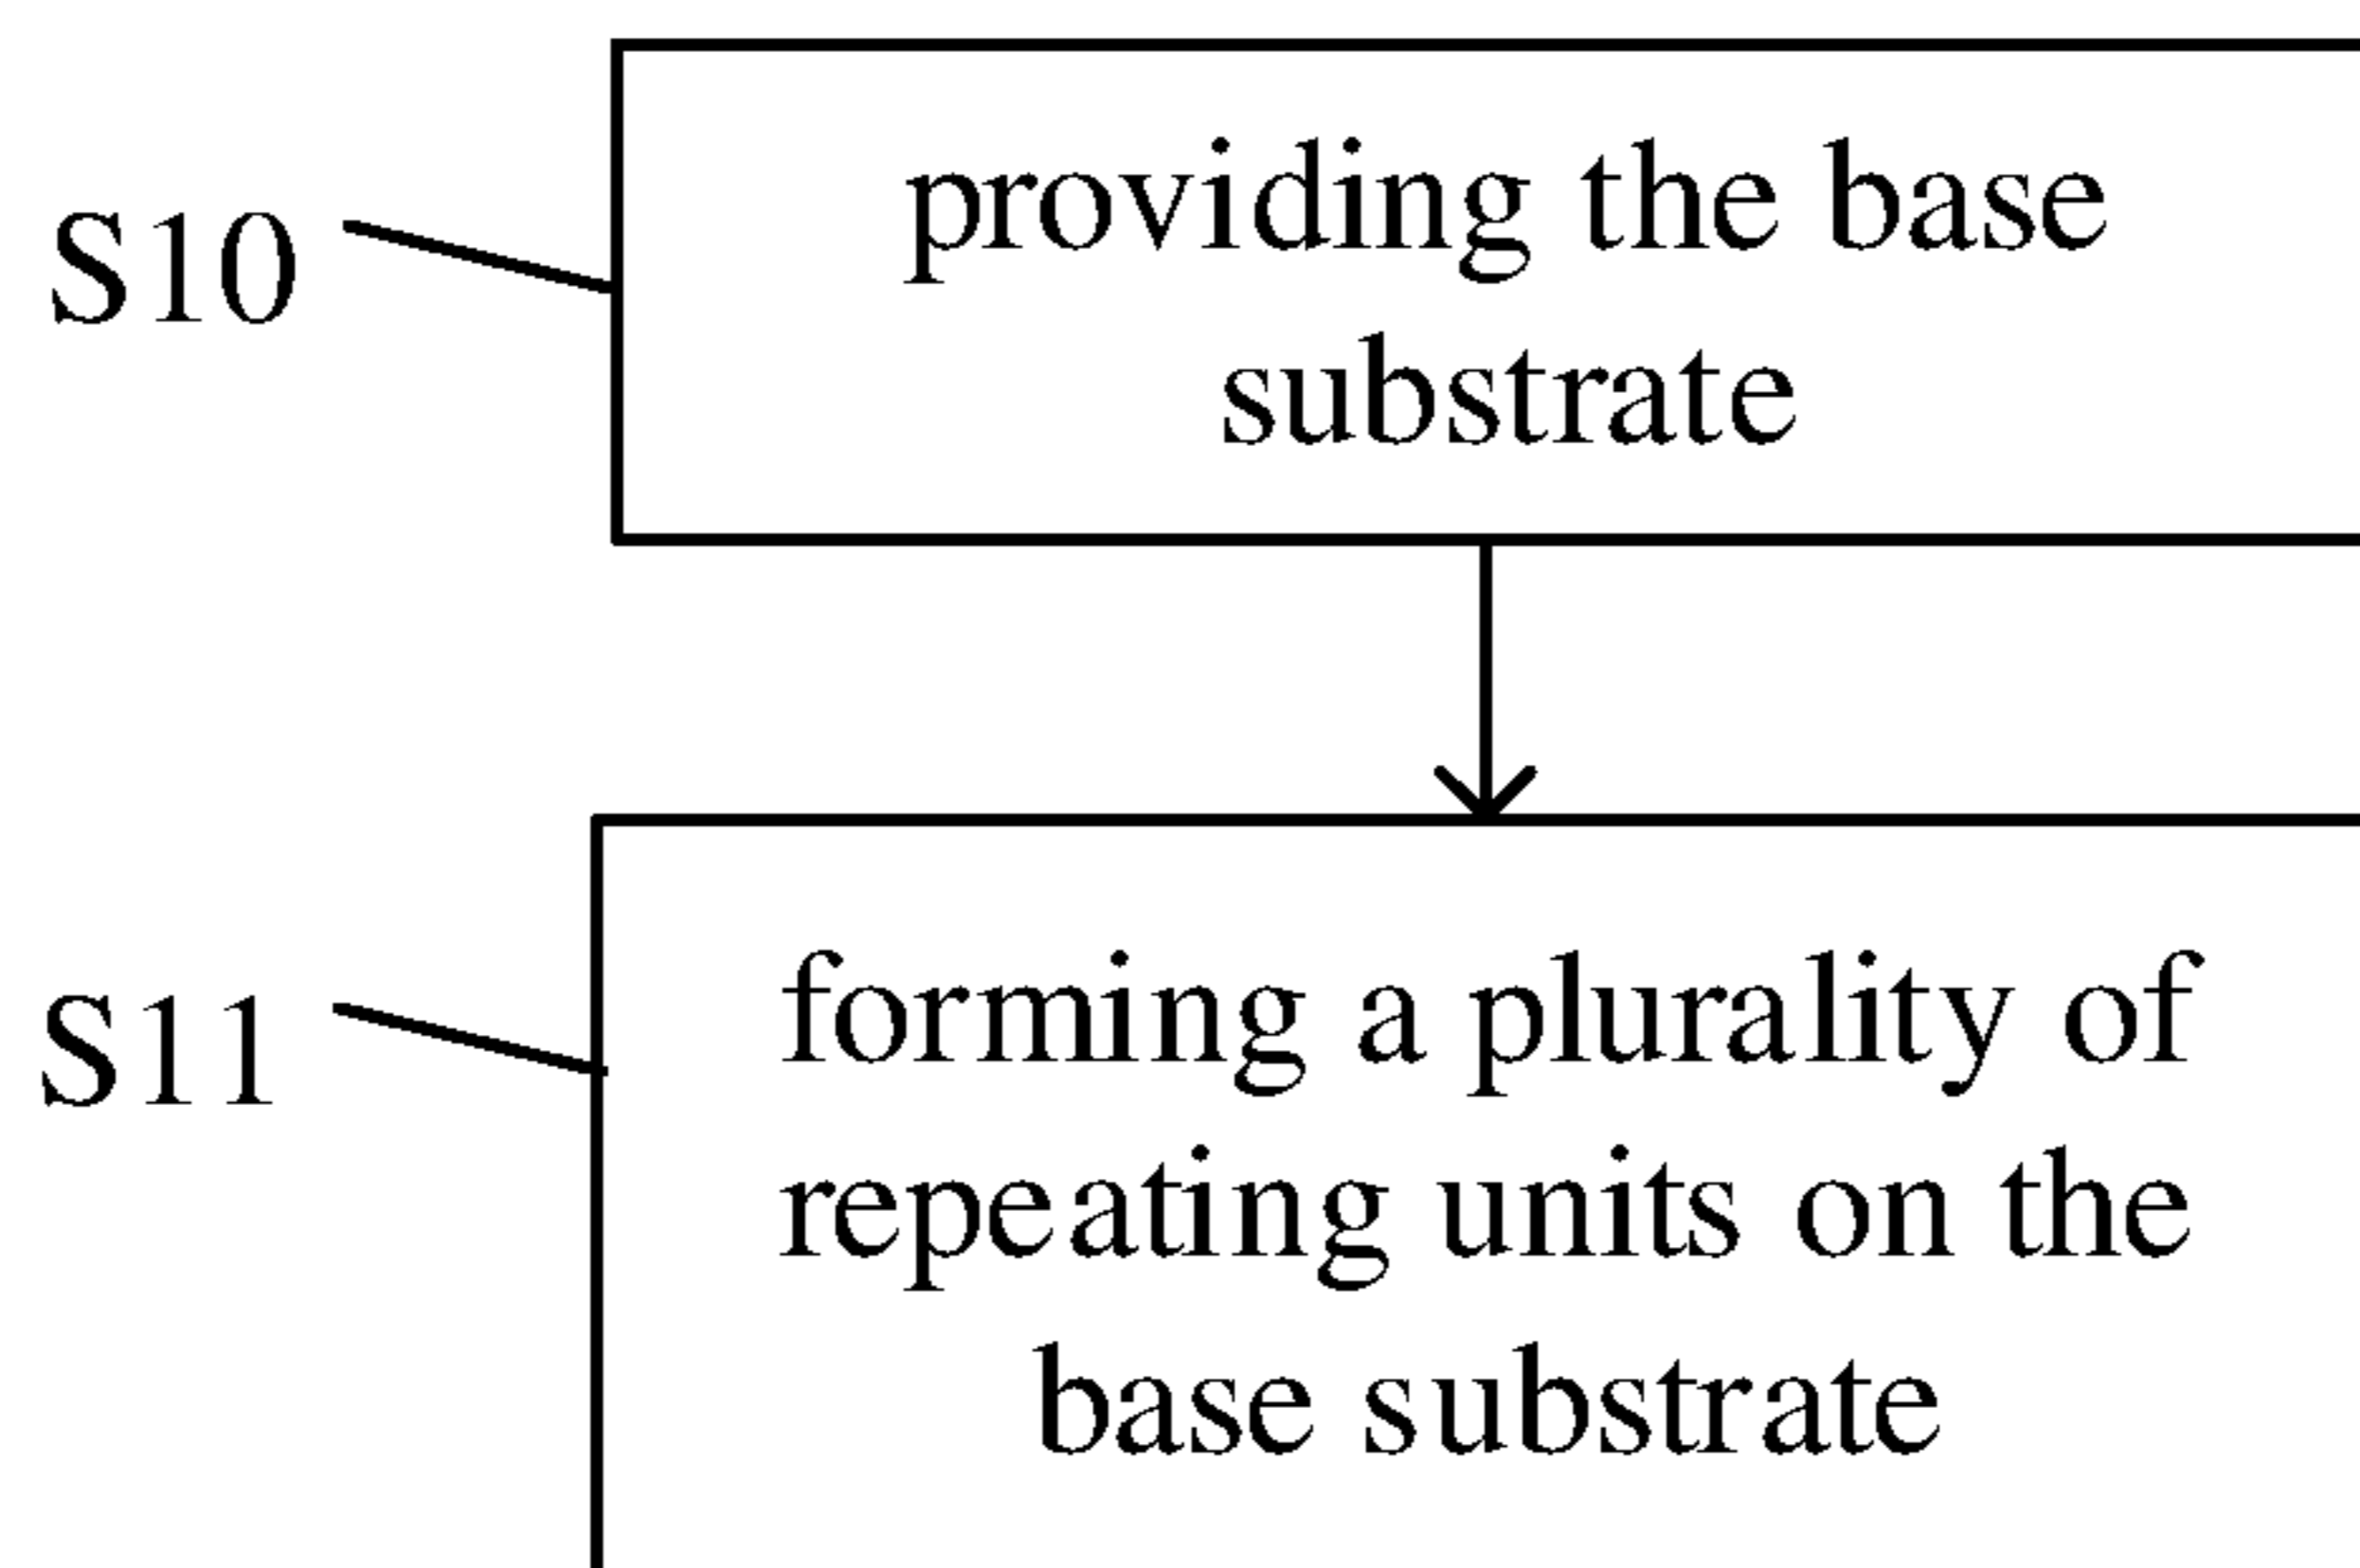 S10
providing the base
substrate
S11
forming a plurality of
repeating units on the
base substrate